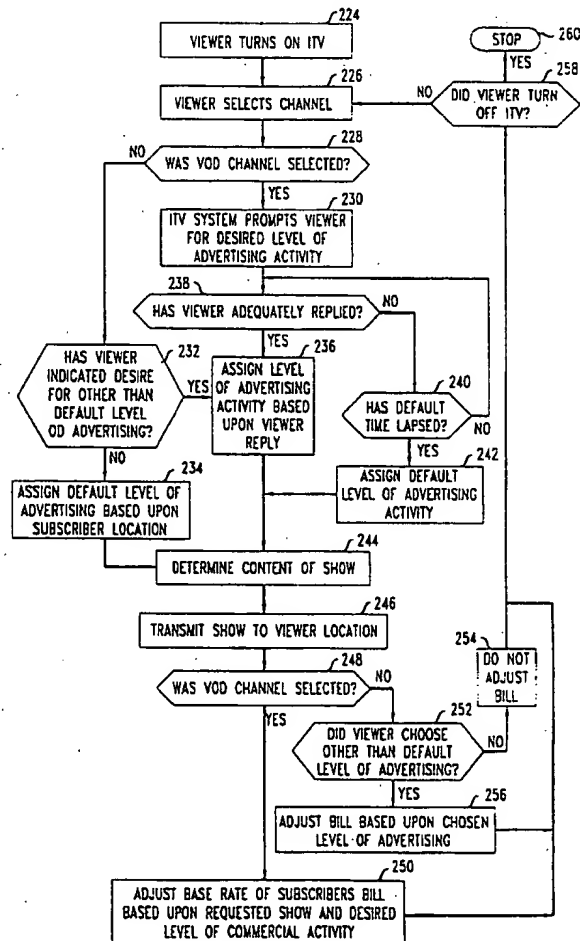 224
VIEWER TURNS ON ITV
STOP
260
YES
258
226
VIEWER SELECTS CHANNEL
NO
DID VIEWER TURN
OFF ITV?
228
NO
WAS VOD CHANNEL SELECTED?
YES
230
ITV SYSTEM PROMPTS VIEWER
FOR DESIRED LEVEL OF
ADVERTISING ACTIVITY
238
HAS VIEWER ADEQUATELY REPLIED?
NO
YES
236
232
HAS VIEWER
INDICATED DESIRE
FOR OTHER THAN
DEFAULT LEVEL
OD ADVERTISING?
YES
ASSIGN LEVEL
OF ADVERTISING
ACTIVITY BASED
UPON VIEWER
REPLY
240
HAS DEFAULT
TIME LAPSED?
NO
YES
NO
234
242
ASSIGN DEFAULT
LEVEL OF ADVERTISING
ACTIVITY
ASSIGN DEFAULT LEVEL OF
ADVERTISING BASED UPON
SUBSCRIBER LOCATION
244
DETERMINE CONTENT OF SHOW
246
TRANSMIT SHOW TO VIEWER LOCATION
248
WAS VOD CHANNEL SELECTED?
NO
YES
254
DO NOT
ADJUST
BILL
252
DID VIEWER CHOOSE
OTHER THAN DEFAULT
LEVEL OF ADVERTISING?
NO
YES
256
ADJUST BILL BASED UPON CHOSEN
LEVEL OF ADVERTISING
250
ADJUST BASE RATE OF SUBSCRIBERS BILL
BASED UPON REQUESTED SHOW AND DESIRED
LEVEL OF COMMERCIAL ACTIVITY